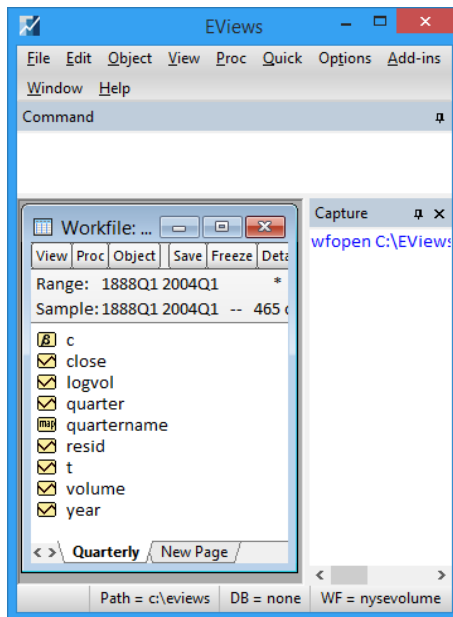 EViews
File Edit Object View Proc Quick Options Add-ins
Window Help
Command
Capture
wfopen C:\EViews
Workfile: ...
View Proc Object Save Freeze Deta
Range: 1888Q1 2004Q1 *
Sample: 1888Q1 2004Q1 -- 465 o
β c
close
logvol
quarter
map quartername
resid
t
volume
year
Quarterly New Page
Path = c:\eviews DB = none WF = nysevolume